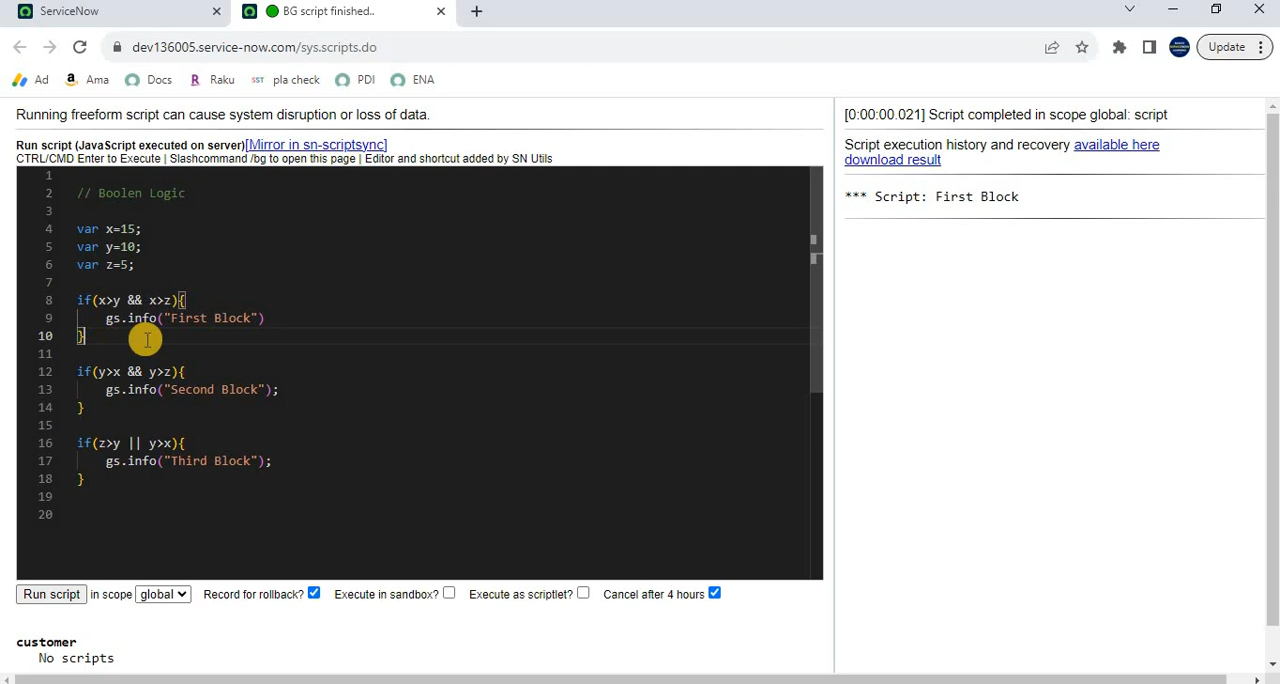 ServiceNow
BG script finished..
dev136005.service-now.com/sys.scripts.do
Update
Ad
Ama
Docs
R Raku
SST pla check
PDI
ENA
Running freeform script can cause system disruption or loss of data.
Run script (JavaScript executed on server)[Mirror in sn-scriptsync]
CTRL/CMD Enter to Execute | Slashcommand /bg to open this page | Editor and shortcut added by SN Utils
1
2 // Boolen Logic
3
4 var x=15;
5 var y=10;
6 var z=5;
7
8 if(x>y && x>z){
9 gs.info("First Block")
10 }
11
12 if(y>x && y>z){
13 gs.info("Second Block");
14 }
15
16 if(z>y || y>x){
17 gs.info("Third Block");
18 }
19
20
Run script in scope global Record for rollback? Execute in sandbox? Execute as scriptlet? Cancel after 4 hours
customer
No scripts
[0:00:00.021] Script completed in scope global: script
Script execution history and recovery available here
download result
*** Script: First Block